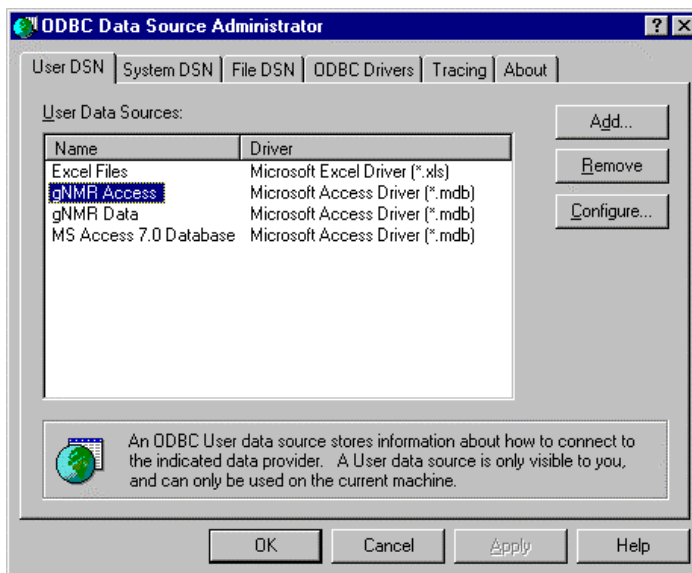 ODBC Data Source Administrator
User DSN System DSN File DSN ODBC Drivers Tracing About
User Data Sources:
Name Driver
Excel Files Microsoft Excel Driver (*.xls)
gNMR Access Microsoft Access Driver (*.mdb)
gNMR Data Microsoft Access Driver (*.mdb)
MS Access 7.0 Database Microsoft Access Driver (*.mdb)
Add...
Remove
Configure...
An ODBC User data source stores information about how to connect to
the indicated data provider. A User data source is only visible to you,
and can only be used on the current machine.
OK Cancel Apply Help